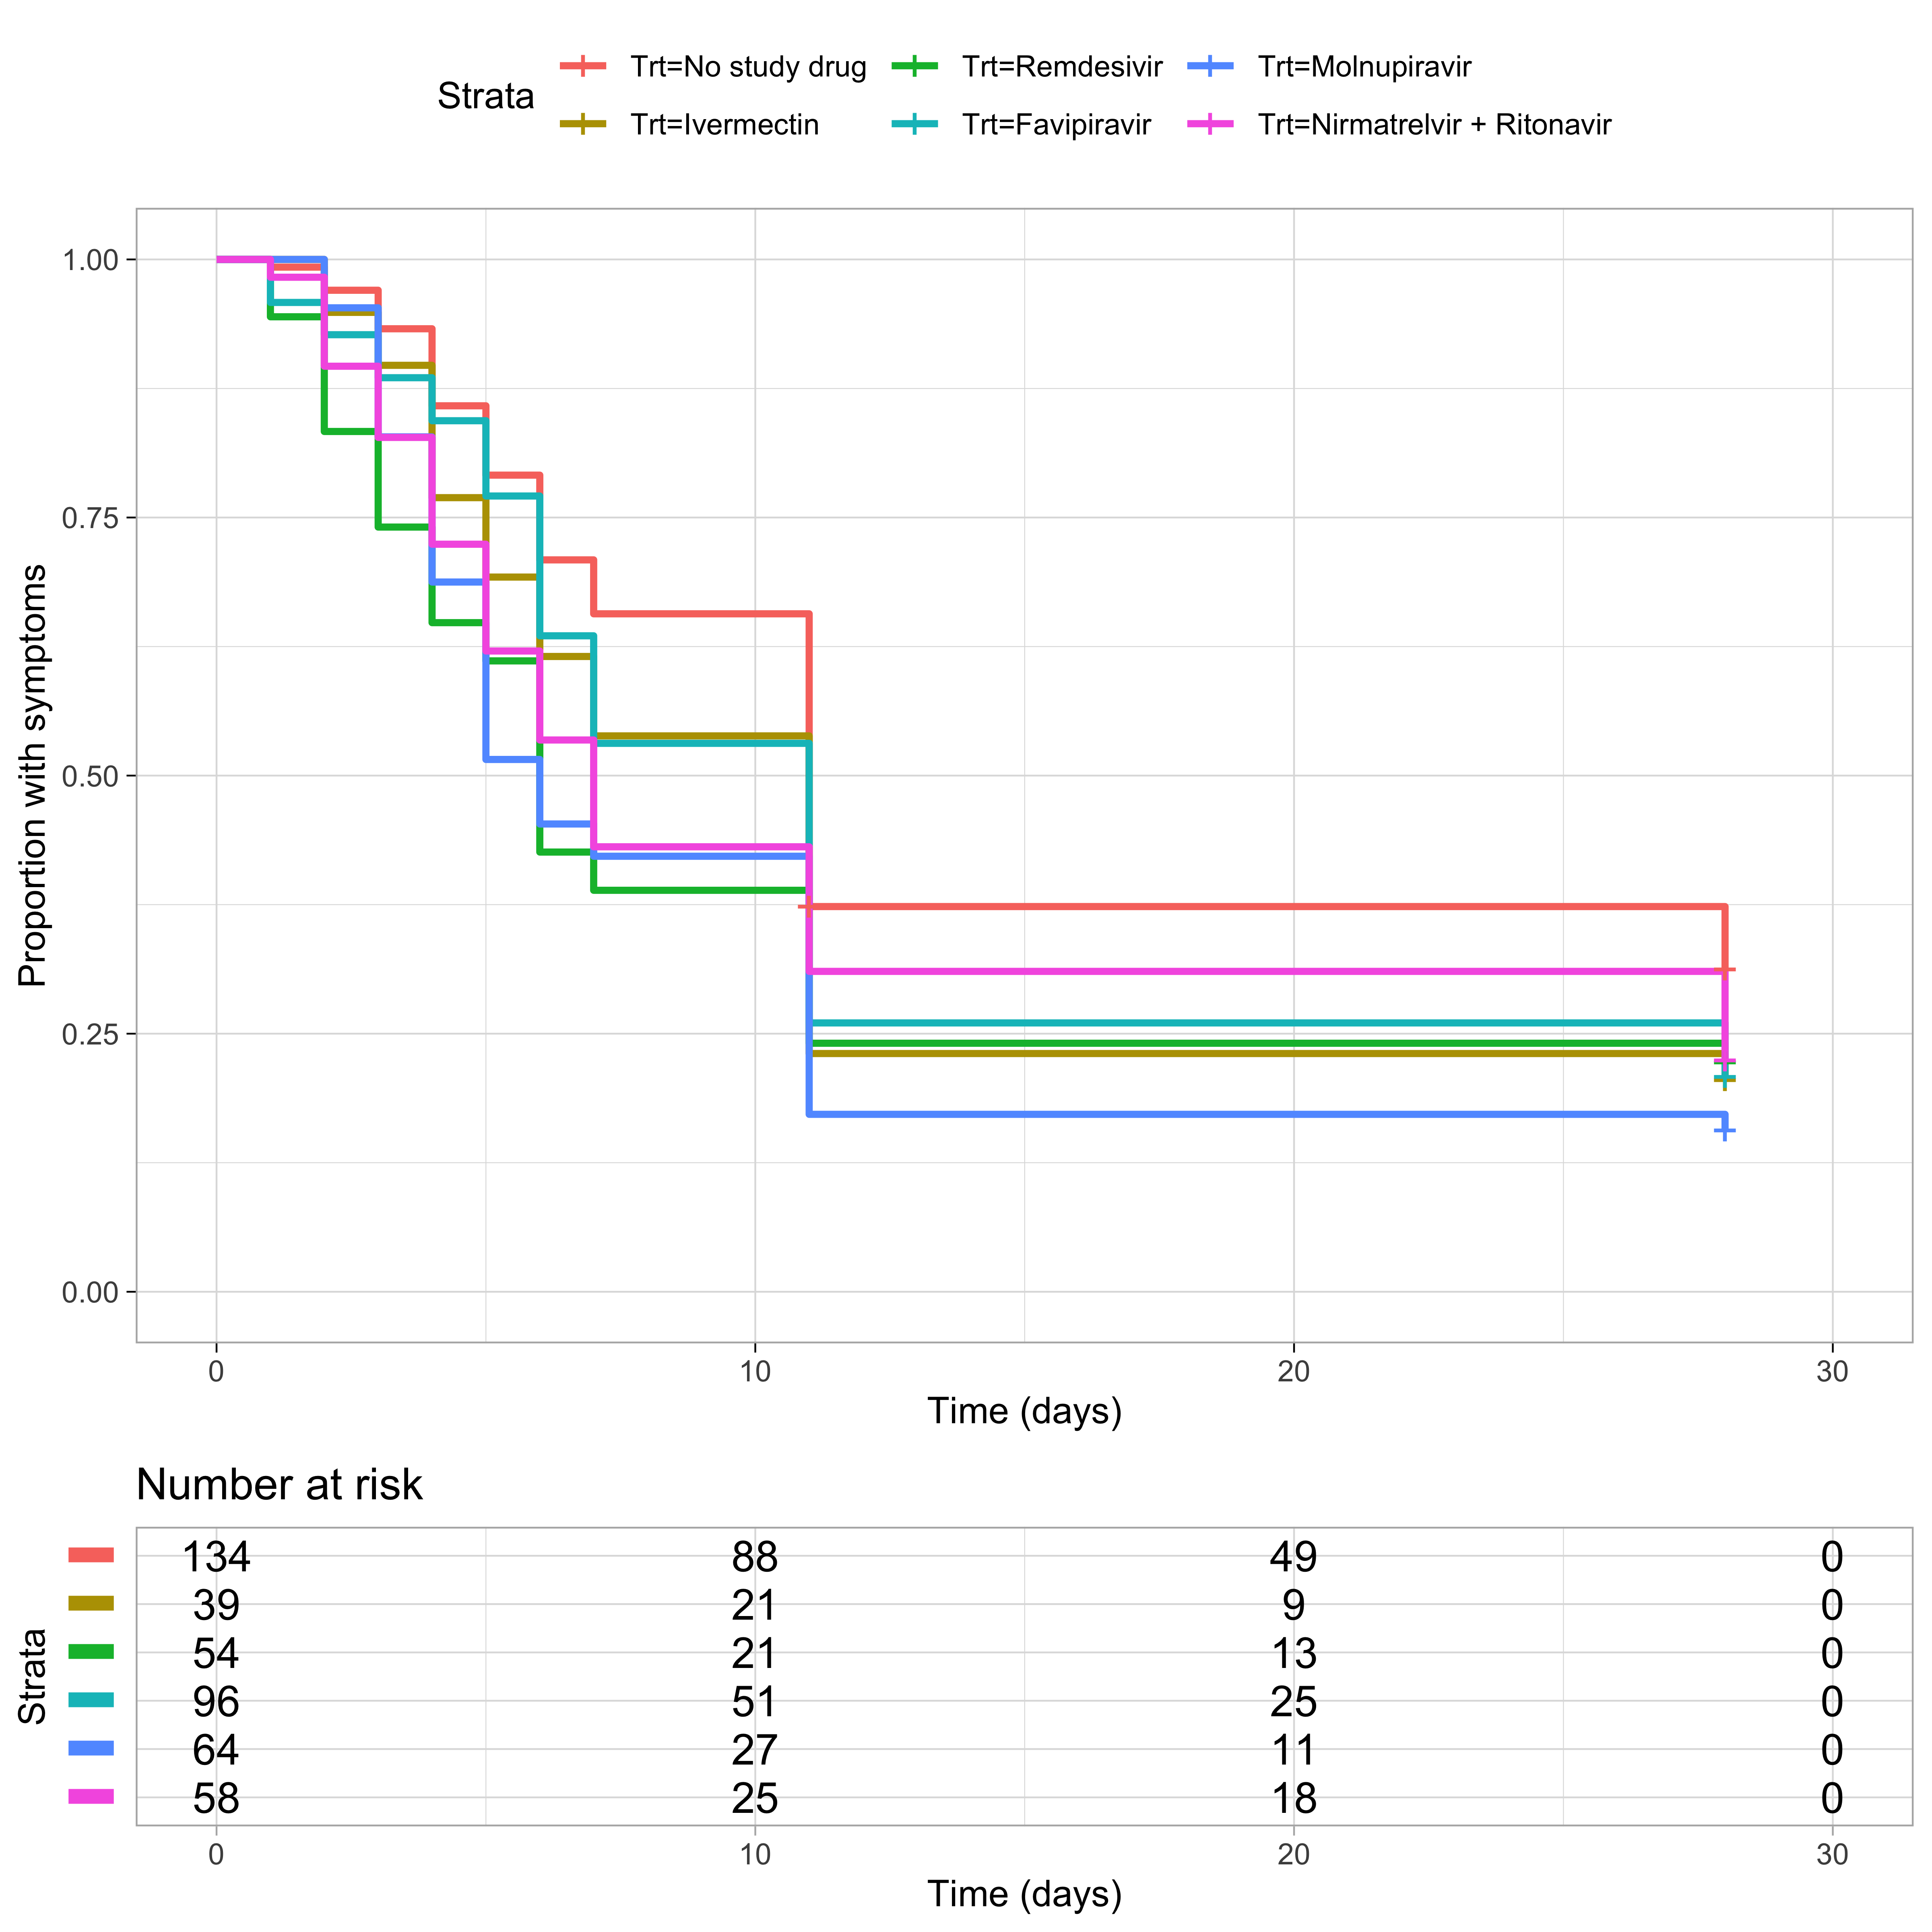 Strata
Trt=No study drug Trt=Remdesivir Trt=Molnupiravir
Trt=Ivermectin Trt=Favipiravir Trt=Nirmatrelvir + Ritonavir
Proportion with symptoms
1.00
0.75
0.50
0.25
0.00
0 10 20 30
Time (days)
Number at risk
Strata
134 88 49 0
39 21 9 0
54 21 13 0
96 51 25 0
64 27 11 0
58 25 18 0
0 10 20 30
Time (days)